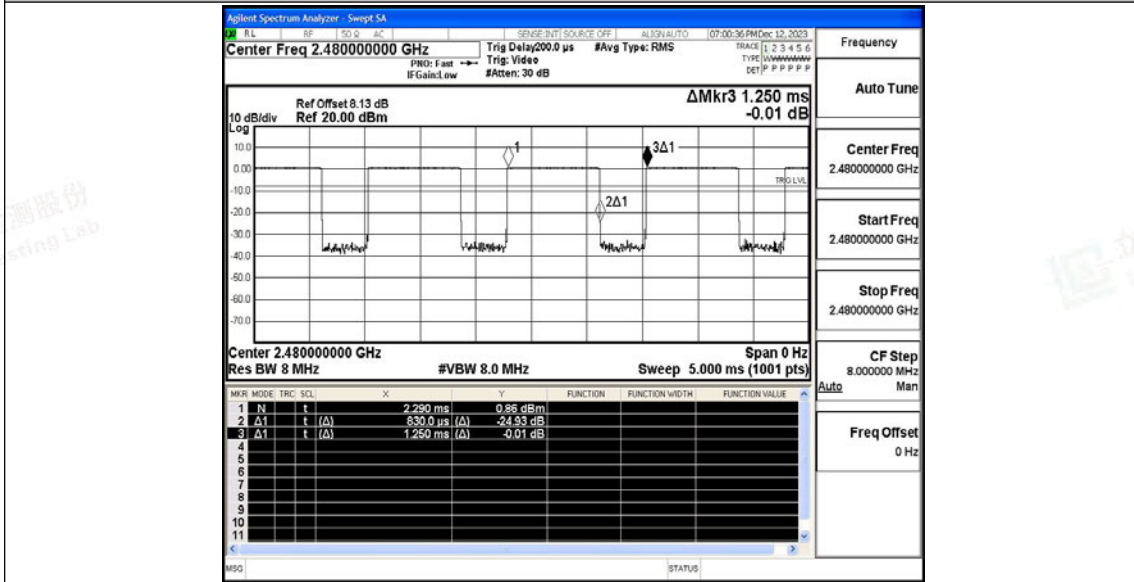 Agilent Spectrum Analyzer - Swept SA
RL RF 50 Ω AC SENSE:INT SOURCE OFF ALIGN AUTO 07:00:36 PM Dec 12, 2023
Center Freq 2.480000000 GHz Trig Delay200.0 µs #Avg Type: RMS TRACE 1 2 3 4 5 6
PNO: Fast Trig: Video TYPE WWWWWW
IFGain:Low #Atten: 30 dB DET P P P P P P
Frequency
Auto Tune
ΔMkr3 1.250 ms
-0.01 dB
Ref Offset 8.13 dB
10 dB/div Ref 20.00 dBm
Log
10.0
0.00
-10.0
-20.0
-30.0
-40.0
-50.0
-60.0
-70.0
1
3Δ1
TRIG LVL
2Δ1
Center Freq
2.480000000 GHz
Start Freq
2.480000000 GHz
Stop Freq
2.480000000 GHz
Center 2.480000000 GHz Span 0 Hz
Res BW 8 MHz #VBW 8.0 MHz Sweep 5.000 ms (1001 pts)
CF Step
8.000000 MHz
Auto Man
Freq Offset
0 Hz
MKR MODE TRC SCL X Y FUNCTION FUNCTION WIDTH FUNCTION VALUE
1 N t 2.290 ms 0.86 dBm
2 Δ1 t (Δ) 830.0 µs (Δ) -24.93 dB
3 Δ1 t (Δ) 1.250 ms (Δ) -0.01 dB
4
5
6
7
8
9
10
11
MSG STATUS
测股份
sting Lab
立